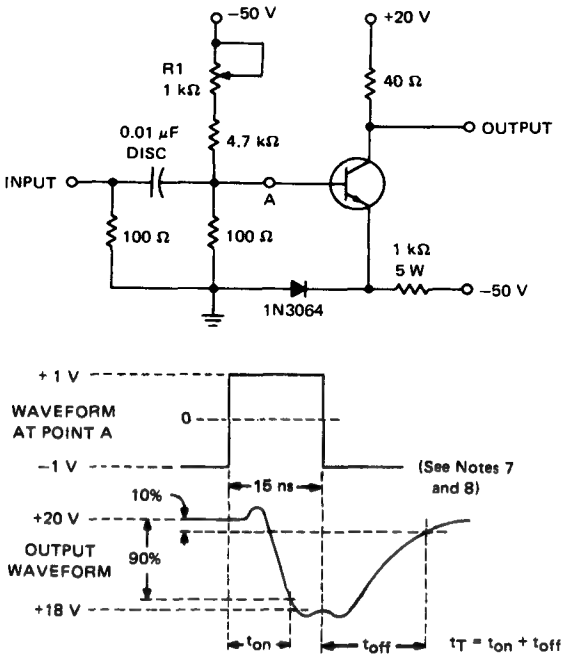 −50 V
+20 V
R1
1 kΩ
40 Ω
0.01 μF
DISC
4.7 kΩ
OUTPUT
INPUT
A
100 Ω
100 Ω
1 kΩ
5 W
1N3064
−50 V
+1 V
WAVEFORM
AT POINT A
0
−1 V
(See Notes 7
and 8)
15 ns
10%
+20 V
OUTPUT
WAVEFORM
90%
+18 V
ton
toff
tT = ton + toff